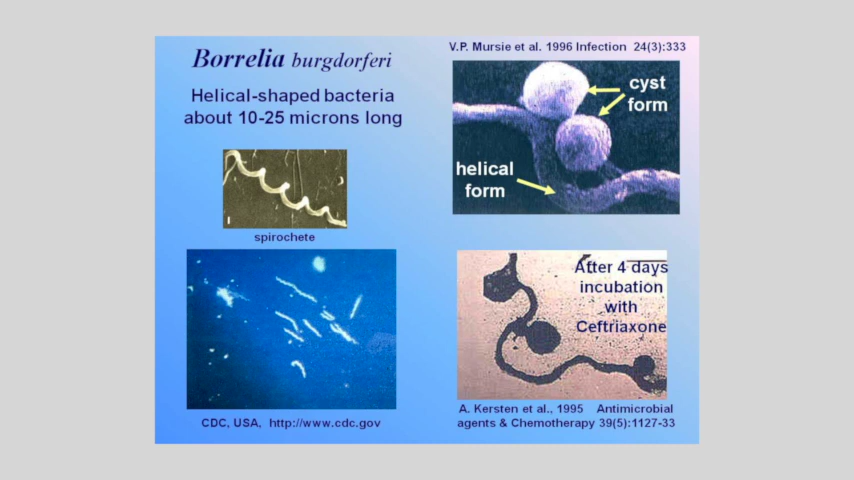 Borrelia burgdorferi
Helical-shaped bacteria
about 10-25 microns long
spirochete
CDC, USA, http://www.cdc.gov
V.P. Mursie et al. 1996 Infection 24(3):333
cyst
form
helical
form
After 4 days
incubation
with
Ceftriaxone
A. Kersten et al., 1995 Antimicrobial
agents & Chemotherapy 39(5):1127-33